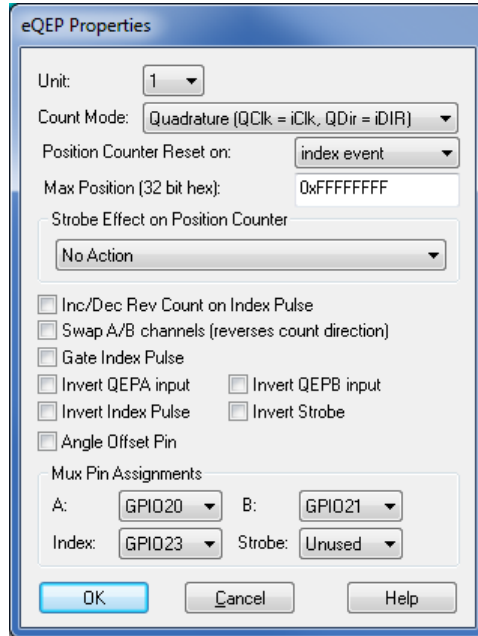 eQEP Properties
Unit: 1
Count Mode: Quadrature (QClk = iClk, QDir = iDIR)
Position Counter Reset on: index event
Max Position (32 bit hex): 0xFFFFFFFF
Strobe Effect on Position Counter
No Action
Inc/Dec Rev Count on Index Pulse
Swap A/B channels (reverses count direction)
Gate Index Pulse
Invert QEPA input Invert QEPB input
Invert Index Pulse Invert Strobe
Angle Offset Pin
Mux Pin Assignments
A: GPIO20 B: GPIO21
Index: GPIO23 Strobe: Unused
OK Cancel Help